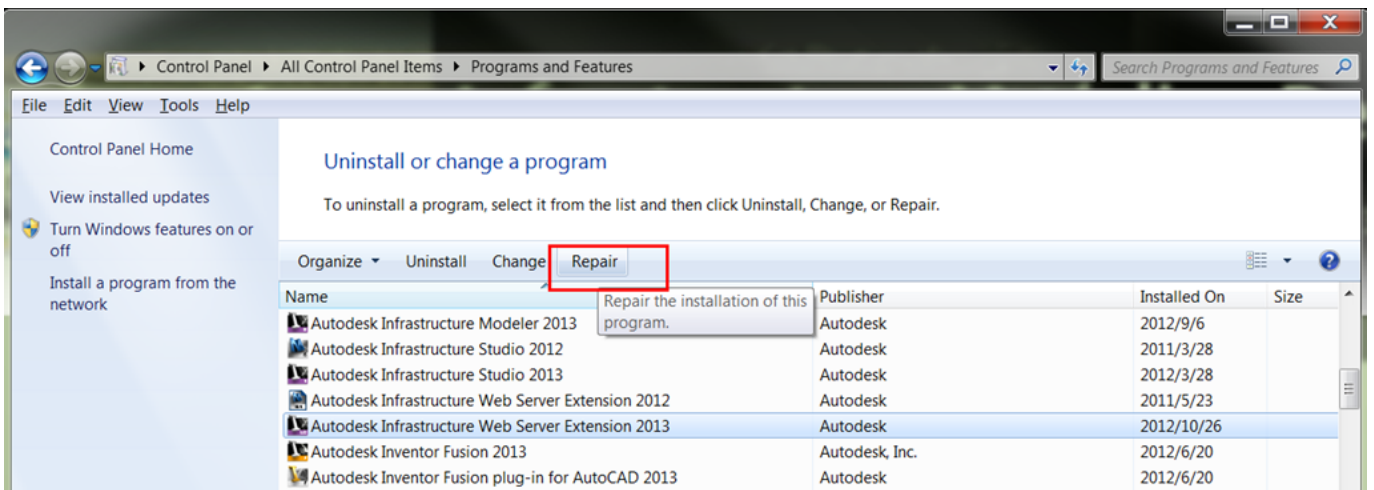 Control Panel ▸ All Control Panel Items ▸ Programs and Features
Search Programs and Features
File Edit View Tools Help
Control Panel Home
View installed updates
Turn Windows features on or
off
Install a program from the
network
Uninstall or change a program
To uninstall a program, select it from the list and then click Uninstall, Change, or Repair.
Organize Uninstall Change Repair
Name Publisher Installed On Size
Repair the installation of this
program.
Autodesk Infrastructure Modeler 2013 Autodesk 2012/9/6
Autodesk Infrastructure Studio 2012 Autodesk 2011/3/28
Autodesk Infrastructure Studio 2013 Autodesk 2012/3/28
Autodesk Infrastructure Web Server Extension 2012 Autodesk 2011/5/23
Autodesk Infrastructure Web Server Extension 2013 Autodesk 2012/10/26
Autodesk Inventor Fusion 2013 Autodesk, Inc. 2012/6/20
Autodesk Inventor Fusion plug-in for AutoCAD 2013 Autodesk 2012/6/20